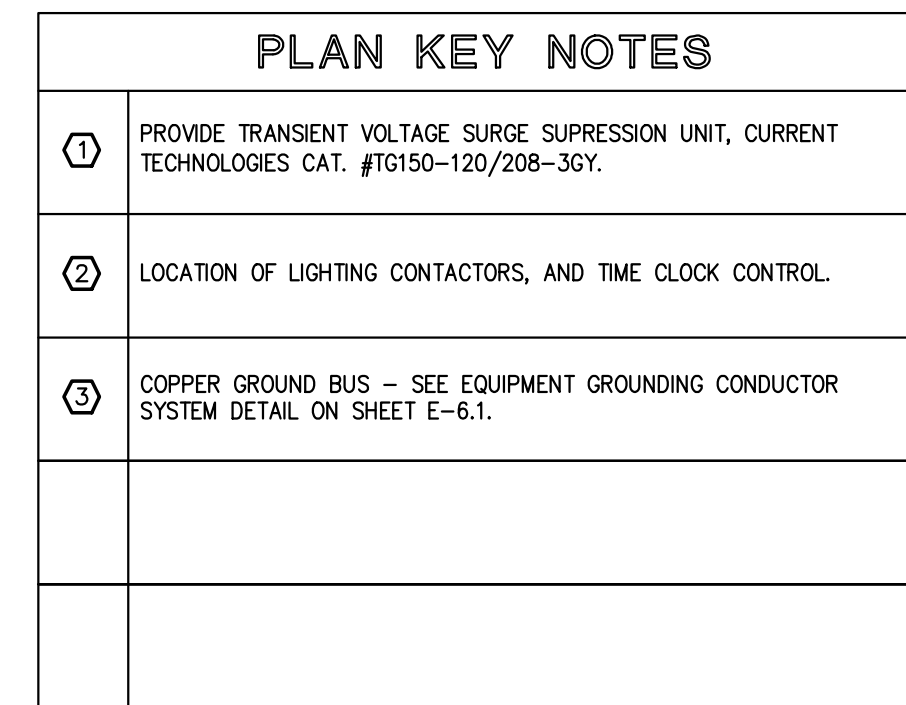 PLAN KEY NOTES
1
PROVIDE TRANSIENT VOLTAGE SURGE SUPRESSION UNIT, CURRENT
TECHNOLOGIES CAT. #TG150-120/208-3GY.
2
LOCATION OF LIGHTING CONTACTORS, AND TIME CLOCK CONTROL.
3
COPPER GROUND BUS – SEE EQUIPMENT GROUNDING CONDUCTOR
SYSTEM DETAIL ON SHEET E-6.1.